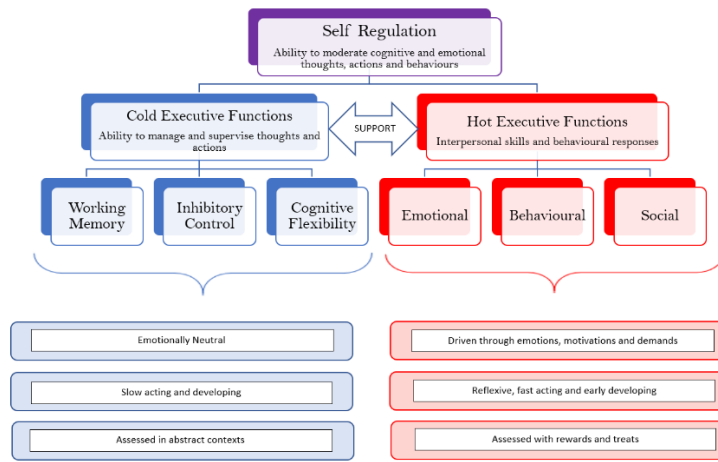 Self Regulation
Ability to moderate cognitive and emotional
thoughts, actions and behaviours
Cold Executive Functions
Ability to manage and supervise thoughts and
actions
SUPPORT
Hot Executive Functions
Interpersonal skills and behavioural responses
Working
Memory
Inhibitory
Control
Cognitive
Flexibility
Emotional
Behavioural
Social
Emotionally Neutral
Slow acting and developing
Assessed in abstract contexts
Driven through emotions, motivations and demands
Reflexive, fast acting and early developing
Assessed with rewards and treats